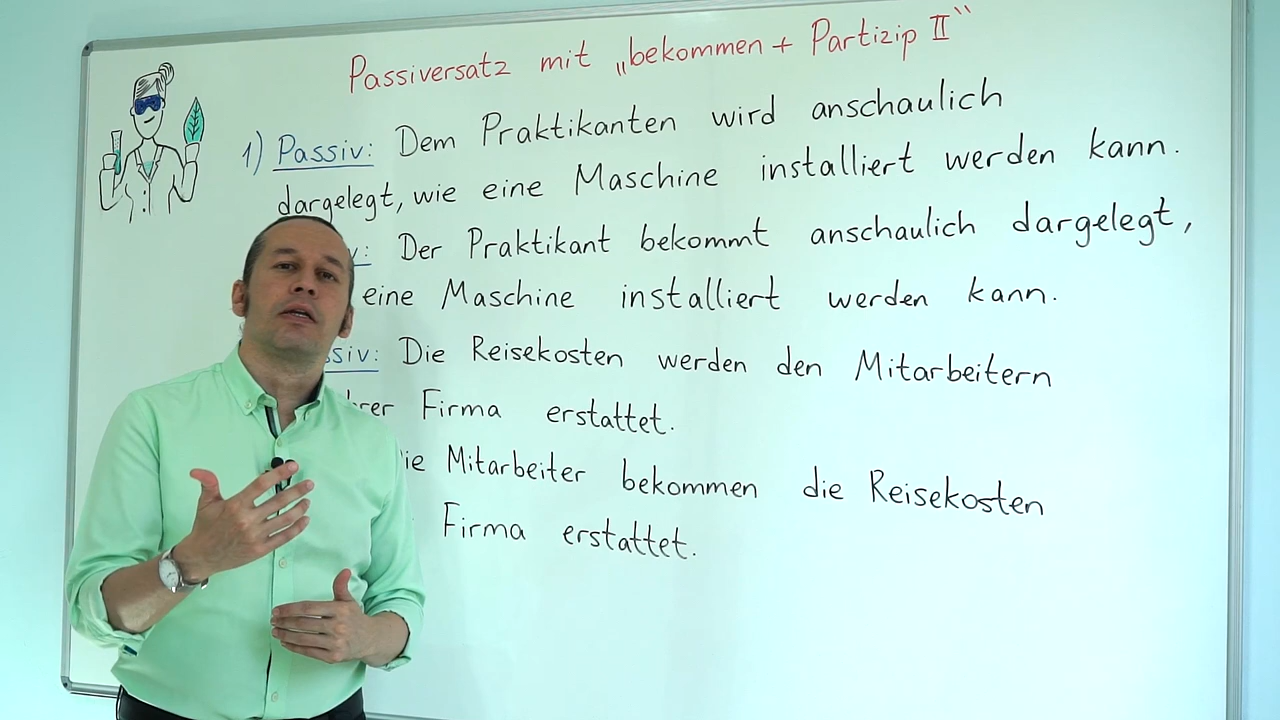 Passiversatz mit „bekommen + Partizip II“
1) Passiv: Dem Praktikanten wird anschaulich
dargelegt, wie eine Maschine installiert werden kann.
Der Praktikant bekommt anschaulich dargelegt,
eine Maschine installiert werden kann.
Die Reisekosten werden den Mitarbeitern
Firma erstattet.
Mitarbeiter bekommen die Reisekosten
Firma erstattet.